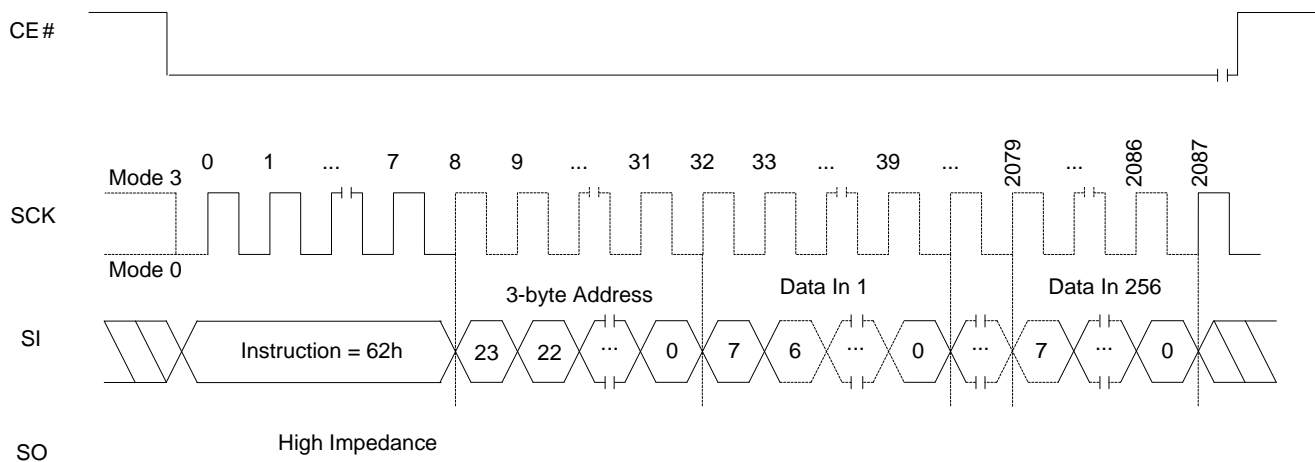 CE#
0 1 ... 7 8 9 ... 31 32 33 ... 39 ... 2079 ... 2086 2087
Mode 3
SCK
Mode 0
3-byte Address Data In 1 Data In 256
SI
Instruction = 62h 23 22 ... 0 7 6 ... 0 ... 7 ... 0
High Impedance
SO